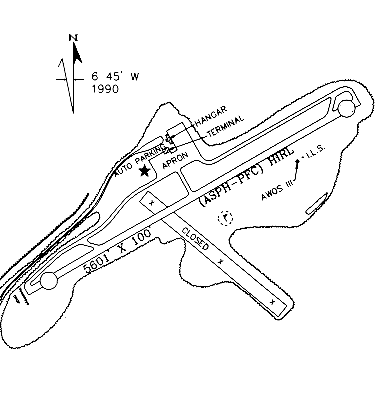 N
6 45' W
1990
HANGAR
TERMINAL
AUTO PARKING
APRON
(ASPH-PFC) HIRL
I.L.S.
AWOS III
CLOSED
5601' X 100'
X
X
X